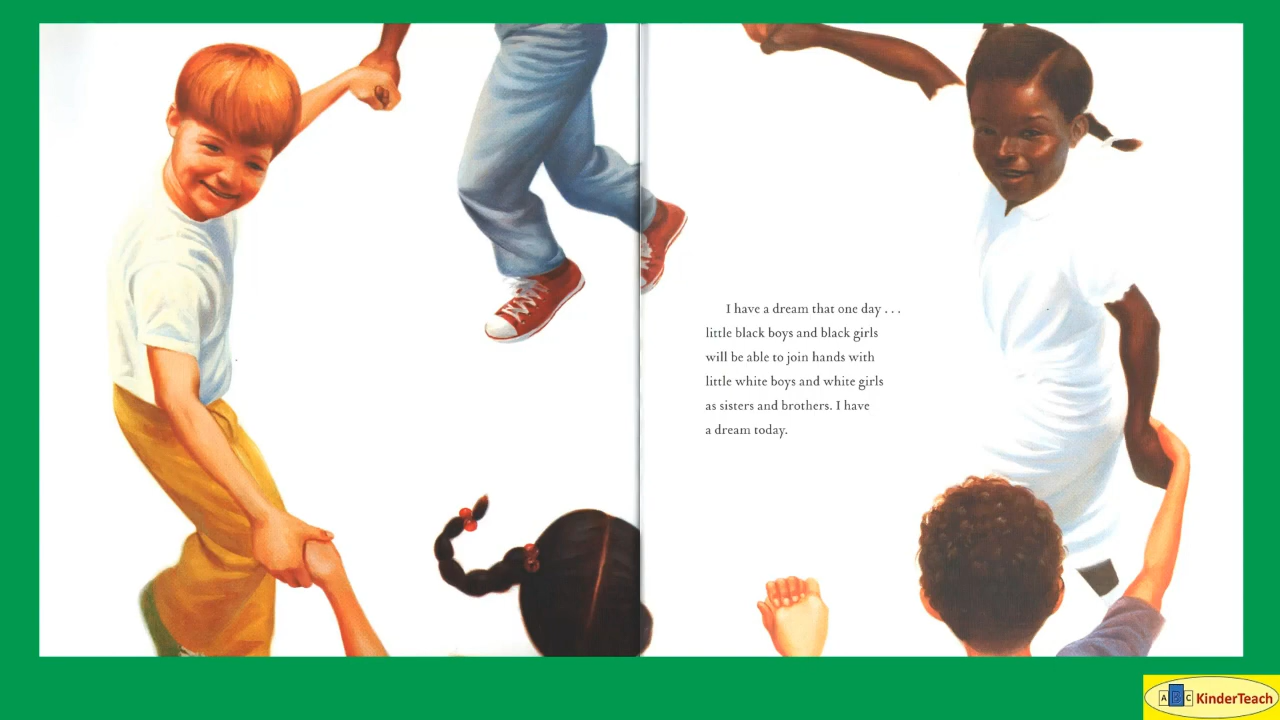 I have a dream that one day . . .
little black boys and black girls
will be able to join hands with
little white boys and white girls
as sisters and brothers. I have
a dream today.
A B C KinderTeach